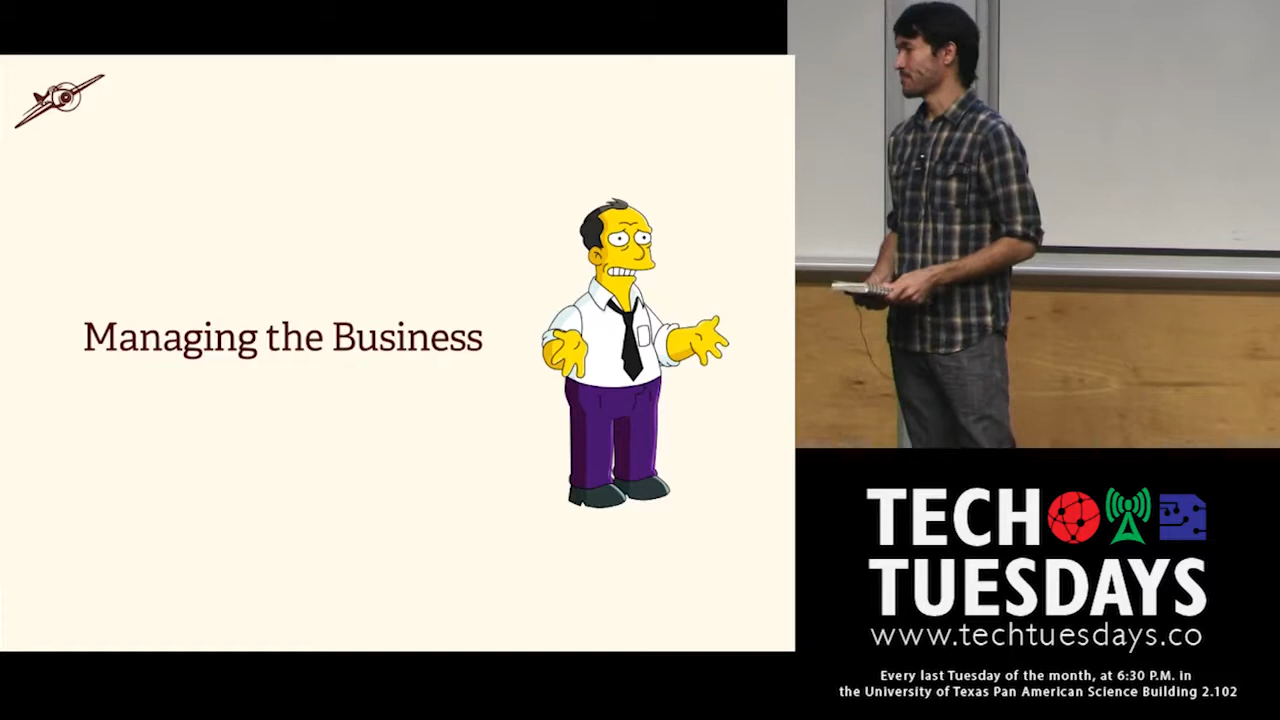 Managing the Business
TECH
TUESDAYS
www.techtuesdays.co
Every last Tuesday of the month, at 6:30 P.M. in
the University of Texas Pan American Science Building 2.102